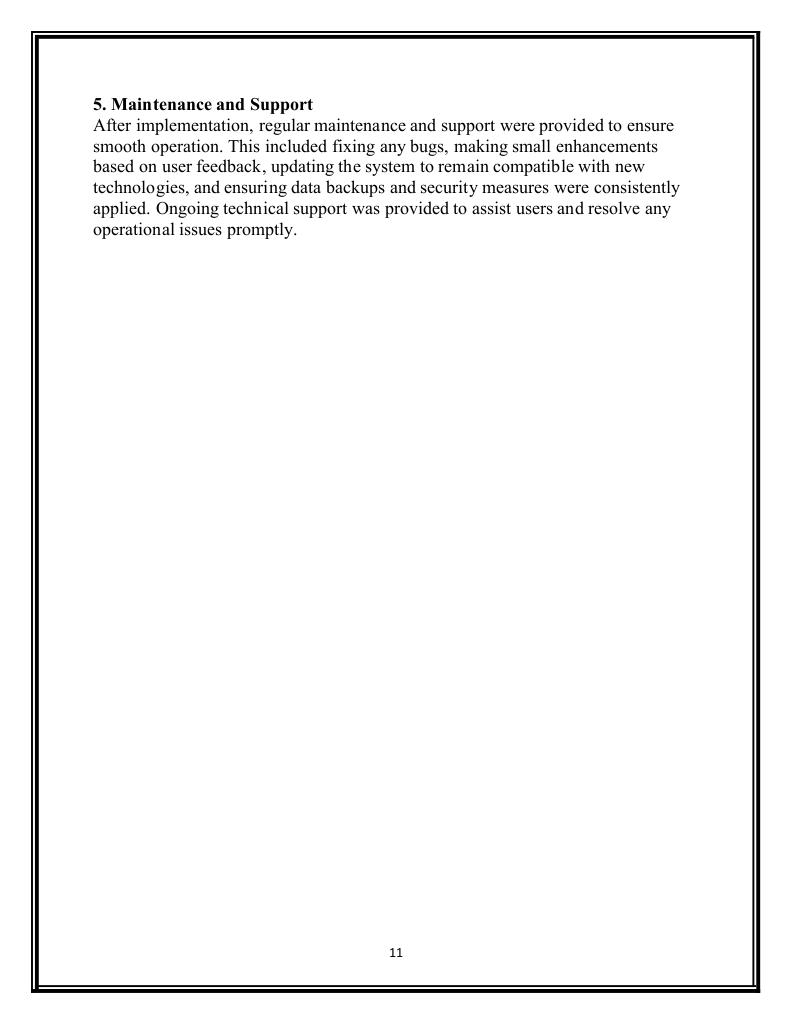 5. Maintenance and Support
After implementation, regular maintenance and support were provided to ensure
smooth operation. This included fixing any bugs, making small enhancements
based on user feedback, updating the system to remain compatible with new
technologies, and ensuring data backups and security measures were consistently
applied. Ongoing technical support was provided to assist users and resolve any
operational issues promptly.
11